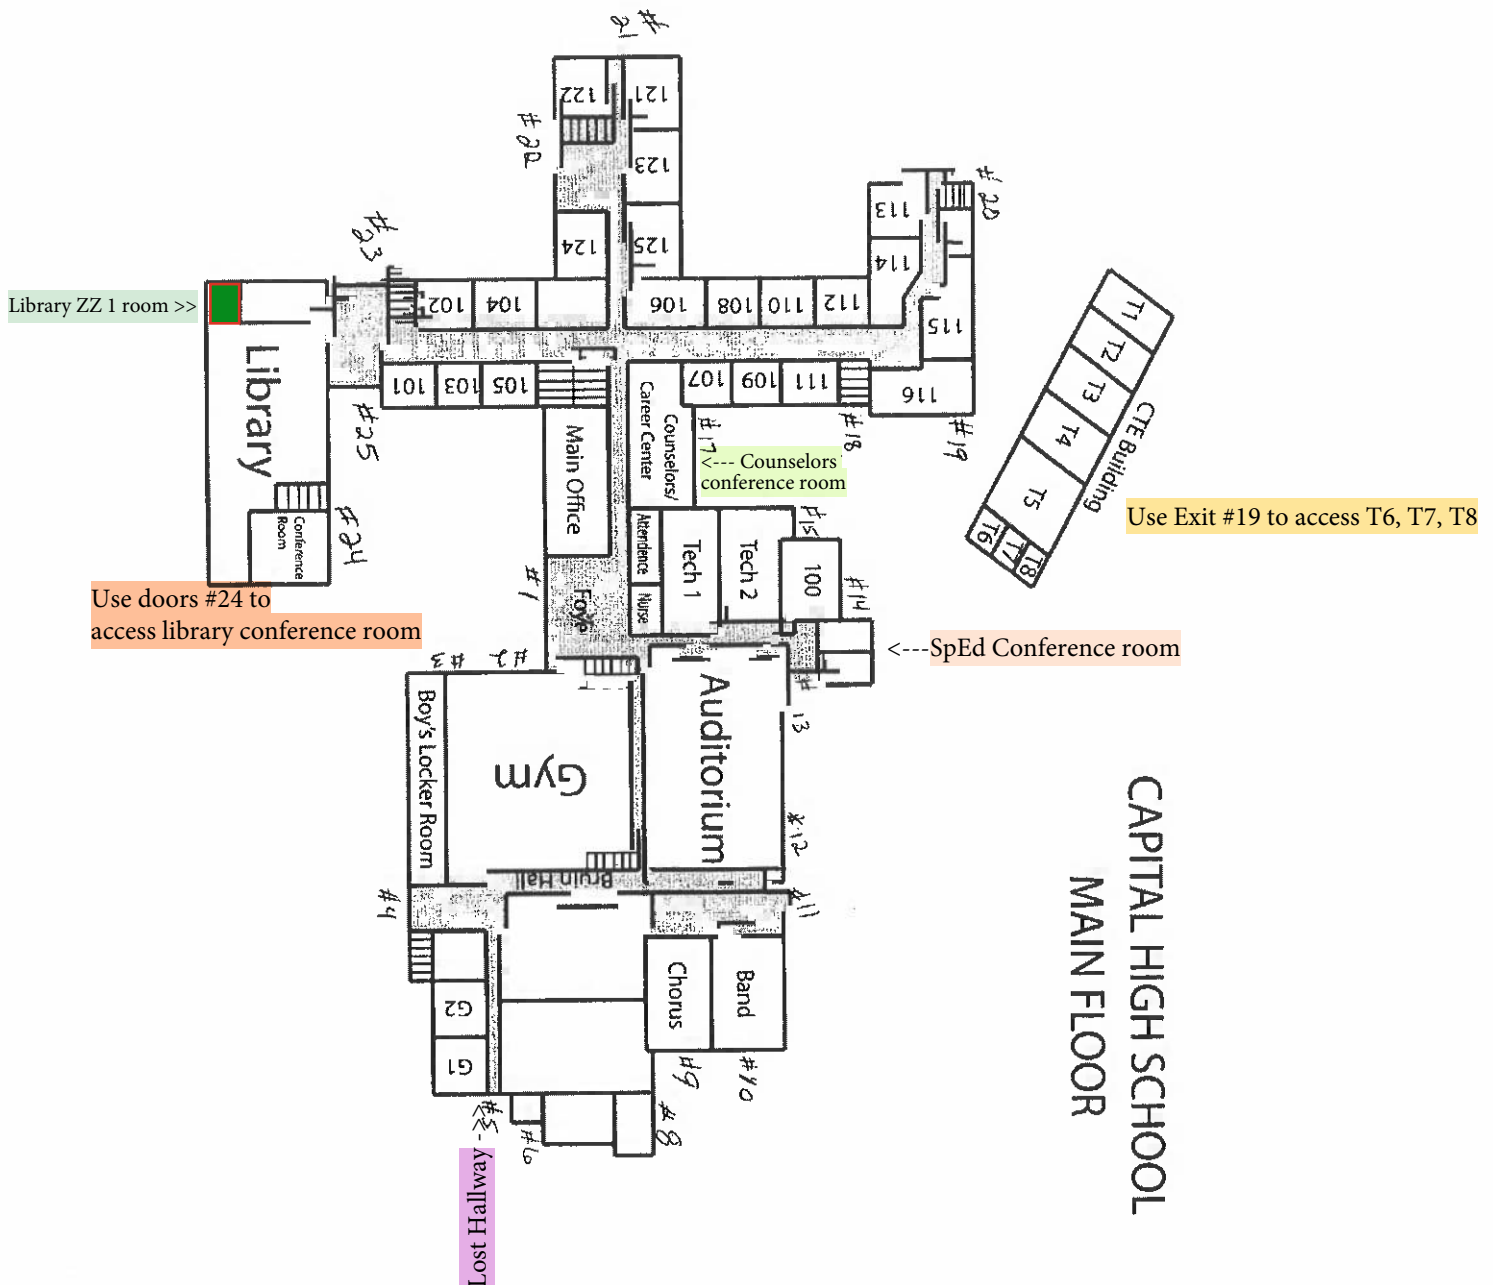 # 21
122
121
# 22
123
# 20
113
# 23
124
125
114
Library ZZ 1 room >>
102
104
106
108
110
112
115
T1
T2
101
103
105
107
109
111
116
T3
Library
# 25
Main Office
Counselors/
Career Center
#17
#18
#19
T4
CTE Building
<--- Counselors
conference room
T5
Conference
Room
#24
Attendence
Tech 1
Tech 2
#15
Use Exit #19 to access T6, T7, T8
T6
T7
T8
100
#14
#1
Foye
Nurse
Use doors #24 to
access library conference room
<---SpEd Conference room
#3
#2
Boy's Locker Room
Gym
Auditorium
# 13
CAPITAL HIGH SCHOOL
MAIN FLOOR
#12
Bruin Hall
#4
#11
Chorus
Band
G2
G1
#9
#10
#5
#6
#8
Lost Hallway <<-